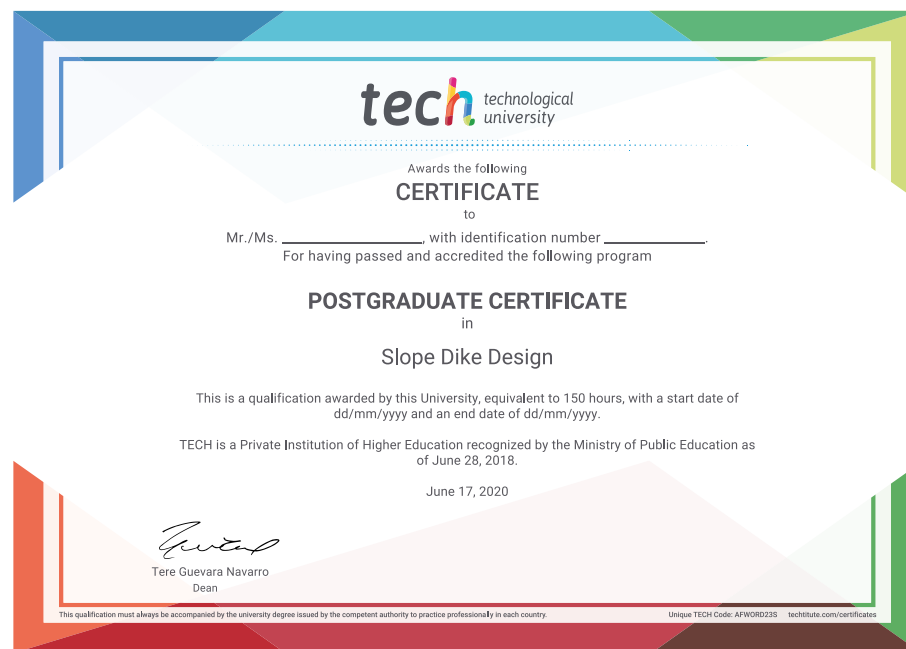 tech technological
university
Awards the following
CERTIFICATE
to
Mr./Ms. ____________________, with identification number ______________.
For having passed and accredited the following program
POSTGRADUATE CERTIFICATE
in
Slope Dike Design
This is a qualification awarded by this University, equivalent to 150 hours, with a start date of
dd/mm/yyyy and an end date of dd/mm/yyyy.
TECH is a Private Institution of Higher Education recognized by the Ministry of Public Education as
of June 28, 2018.
June 17, 2020
Tere Guevara Navarro
Dean
This qualification must always be accompanied by the university degree issued by the competent authority to practice professionally in each country. Unique TECH Code: AFWORD23S techtitute.com/certificates